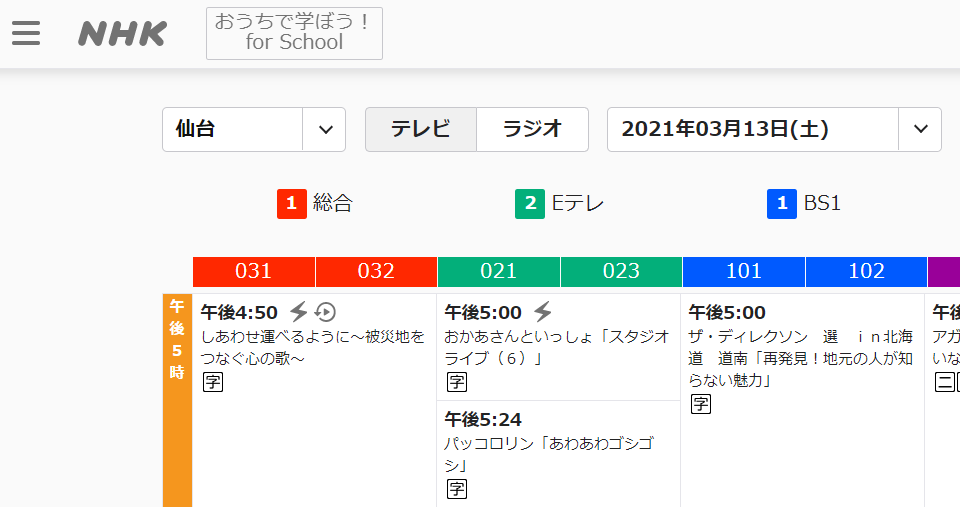 NHK
おうちで学ぼう！
for School
仙台
テレビ
ラジオ
2021年03月13日(土)
1 総合
2 Eテレ
1 BS1
031
032
021
023
101
102
午後5時
午後4:50
しあわせ運べるように～被災地を
つなぐ心の歌～
字
午後5:00
おかあさんといっしょ「スタジオ
ライブ（６）」
字
午後5:24
パッコロリン「あわあわゴシゴ
シ」
字
午後5:00
ザ・ディレクソン　選　ｉｎ北海
道　道南「再発見！地元の人が知
らない魅力」
字
午後
アガ
いな
二